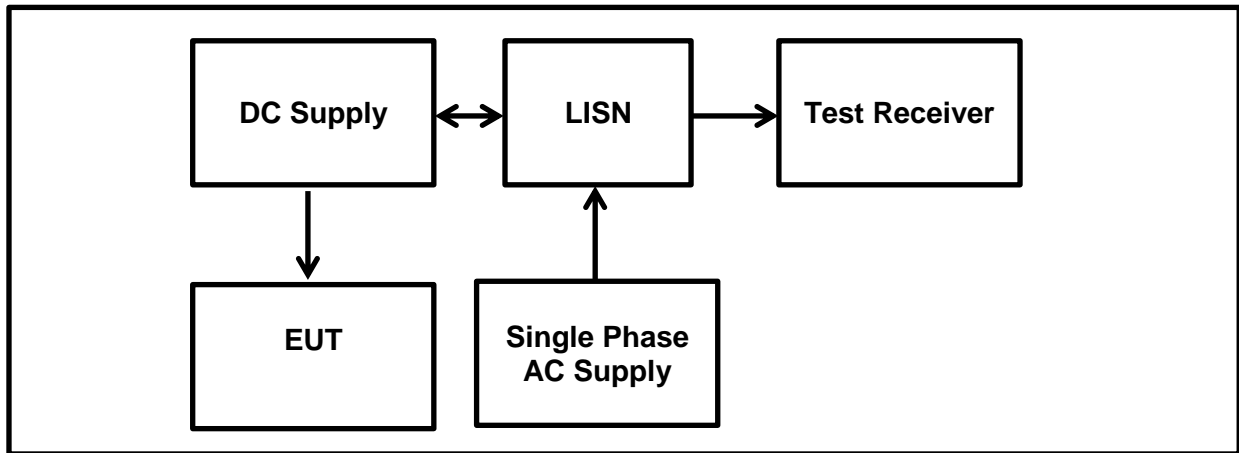 DC Supply
LISN
Test Receiver
EUT
Single Phase
AC Supply